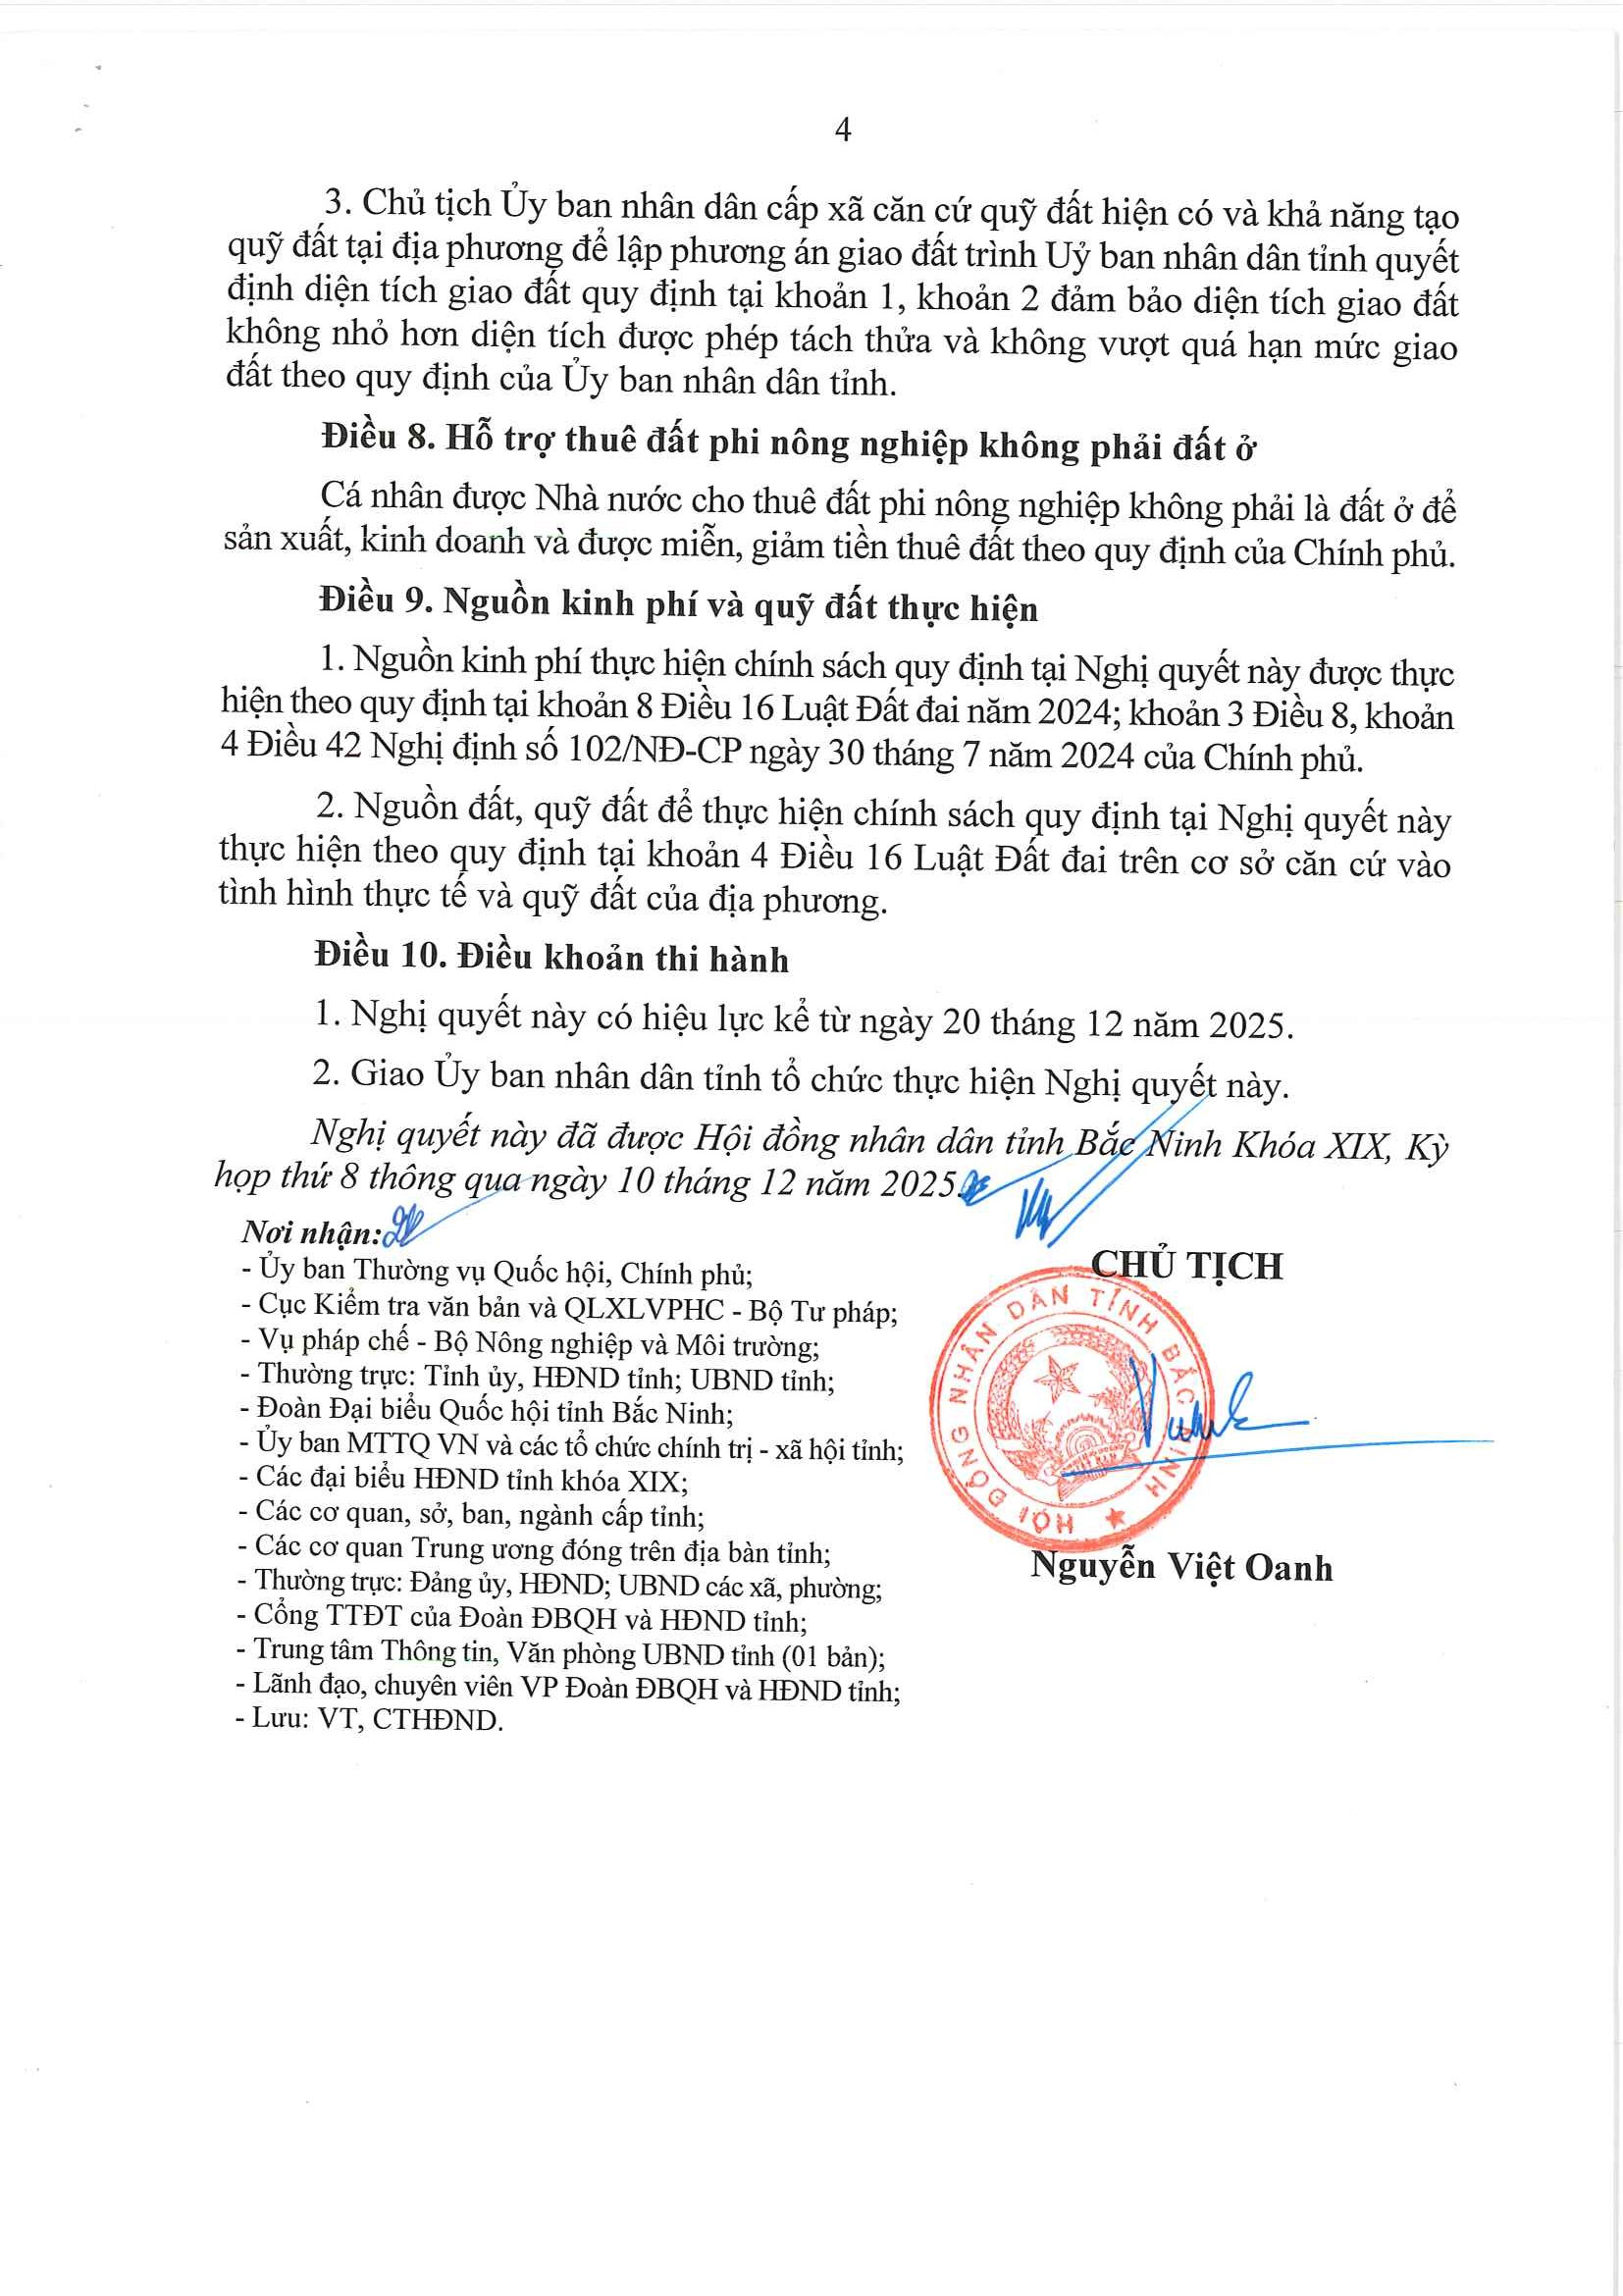 4
3. Chủ tịch Ủy ban nhân dân cấp xã căn cứ quỹ đất hiện có và khả năng tạo
quỹ đất tại địa phương để lập phương án giao đất trình Uỷ ban nhân dân tỉnh quyết
định diện tích giao đất quy định tại khoản 1, khoản 2 đảm bảo diện tích giao đất
không nhỏ hơn diện tích được phép tách thửa và không vượt quá hạn mức giao
đất theo quy định của Ủy ban nhân dân tỉnh.
Điều 8. Hỗ trợ thuê đất phi nông nghiệp không phải đất ở
Cá nhân được Nhà nước cho thuê đất phi nông nghiệp không phải là đất ở để
sản xuất, kinh doanh và được miễn, giảm tiền thuê đất theo quy định của Chính phủ.
Điều 9. Nguồn kinh phí và quỹ đất thực hiện
1. Nguồn kinh phí thực hiện chính sách quy định tại Nghị quyết này được thực
hiện theo quy định tại khoản 8 Điều 16 Luật Đất đai năm 2024; khoản 3 Điều 8, khoản
4 Điều 42 Nghị định số 102/NĐ-CP ngày 30 tháng 7 năm 2024 của Chính phủ.
2. Nguồn đất, quỹ đất để thực hiện chính sách quy định tại Nghị quyết này
thực hiện theo quy định tại khoản 4 Điều 16 Luật Đất đai trên cơ sở căn cứ vào
tình hình thực tế và quỹ đất của địa phương.
Điều 10. Điều khoản thi hành
1. Nghị quyết này có hiệu lực kể từ ngày 20 tháng 12 năm 2025.
2. Giao Ủy ban nhân dân tỉnh tổ chức thực hiện Nghị quyết này.
Nghị quyết này đã được Hội đồng nhân dân tỉnh Bắc Ninh Khóa XIX, Kỳ
họp thứ 8 thông qua ngày 10 tháng 12 năm 2025.
Nơi nhận:
- Ủy ban Thường vụ Quốc hội, Chính phủ;
- Cục Kiểm tra văn bản và QLXLVPHC - Bộ Tư pháp;
- Vụ pháp chế - Bộ Nông nghiệp và Môi trường;
- Thường trực: Tỉnh ủy, HĐND tỉnh; UBND tỉnh;
- Đoàn Đại biểu Quốc hội tỉnh Bắc Ninh;
- Ủy ban MTTQ VN và các tổ chức chính trị - xã hội tỉnh;
- Các đại biểu HĐND tỉnh khóa XIX;
- Các cơ quan, sở, ban, ngành cấp tỉnh;
- Các cơ quan Trung ương đóng trên địa bàn tỉnh;
- Thường trực: Đảng ủy, HĐND; UBND các xã, phường;
- Cổng TTĐT của Đoàn ĐBQH và HĐND tỉnh;
- Trung tâm Thông tin, Văn phòng UBND tỉnh (01 bản);
- Lãnh đạo, chuyên viên VP Đoàn ĐBQH và HĐND tỉnh;
- Lưu: VT, CTHĐND.
CHỦ TỊCH
HỘI ĐỒNG NHÂN DÂN TỈNH BẮC NINH
Nguyễn Việt Oanh